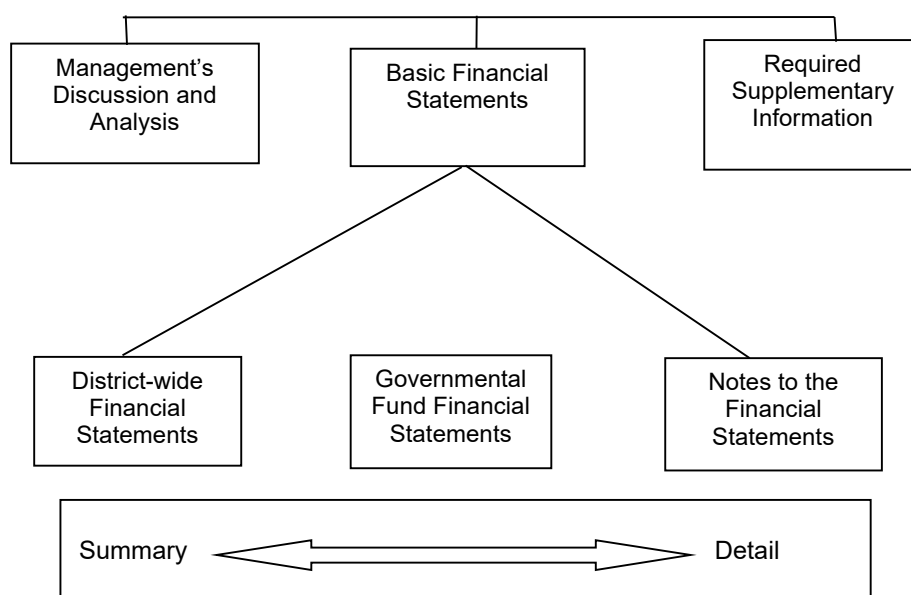 Management’s
Discussion and
Analysis
Basic Financial
Statements
Required
Supplementary
Information
District-wide
Financial
Statements
Governmental
Fund Financial
Statements
Notes to the
Financial
Statements
Summary
Detail